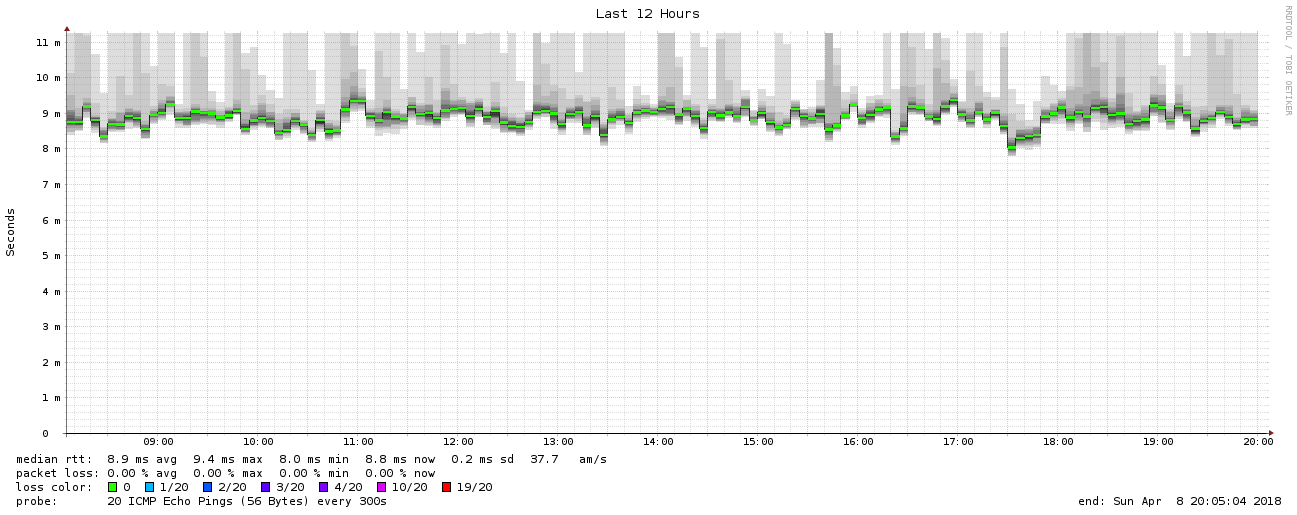 Last 12 Hours
RRDTOOL / TOBI OETIKER
Seconds
11 m
10 m
9 m
8 m
7 m
6 m
5 m
4 m
3 m
2 m
1 m
0
09:00 10:00 11:00 12:00 13:00 14:00 15:00 16:00 17:00 18:00 19:00 20:00
median rtt: 8.9 ms avg 9.4 ms max 8.0 ms min 8.8 ms now 0.2 ms sd 37.7 am/s
packet loss: 0.00 % avg 0.00 % max 0.00 % min 0.00 % now
loss color: 0 1/20 2/20 3/20 4/20 10/20 19/20
probe: 20 ICMP Echo Pings (56 Bytes) every 300s end: Sun Apr 8 20:05:04 2018